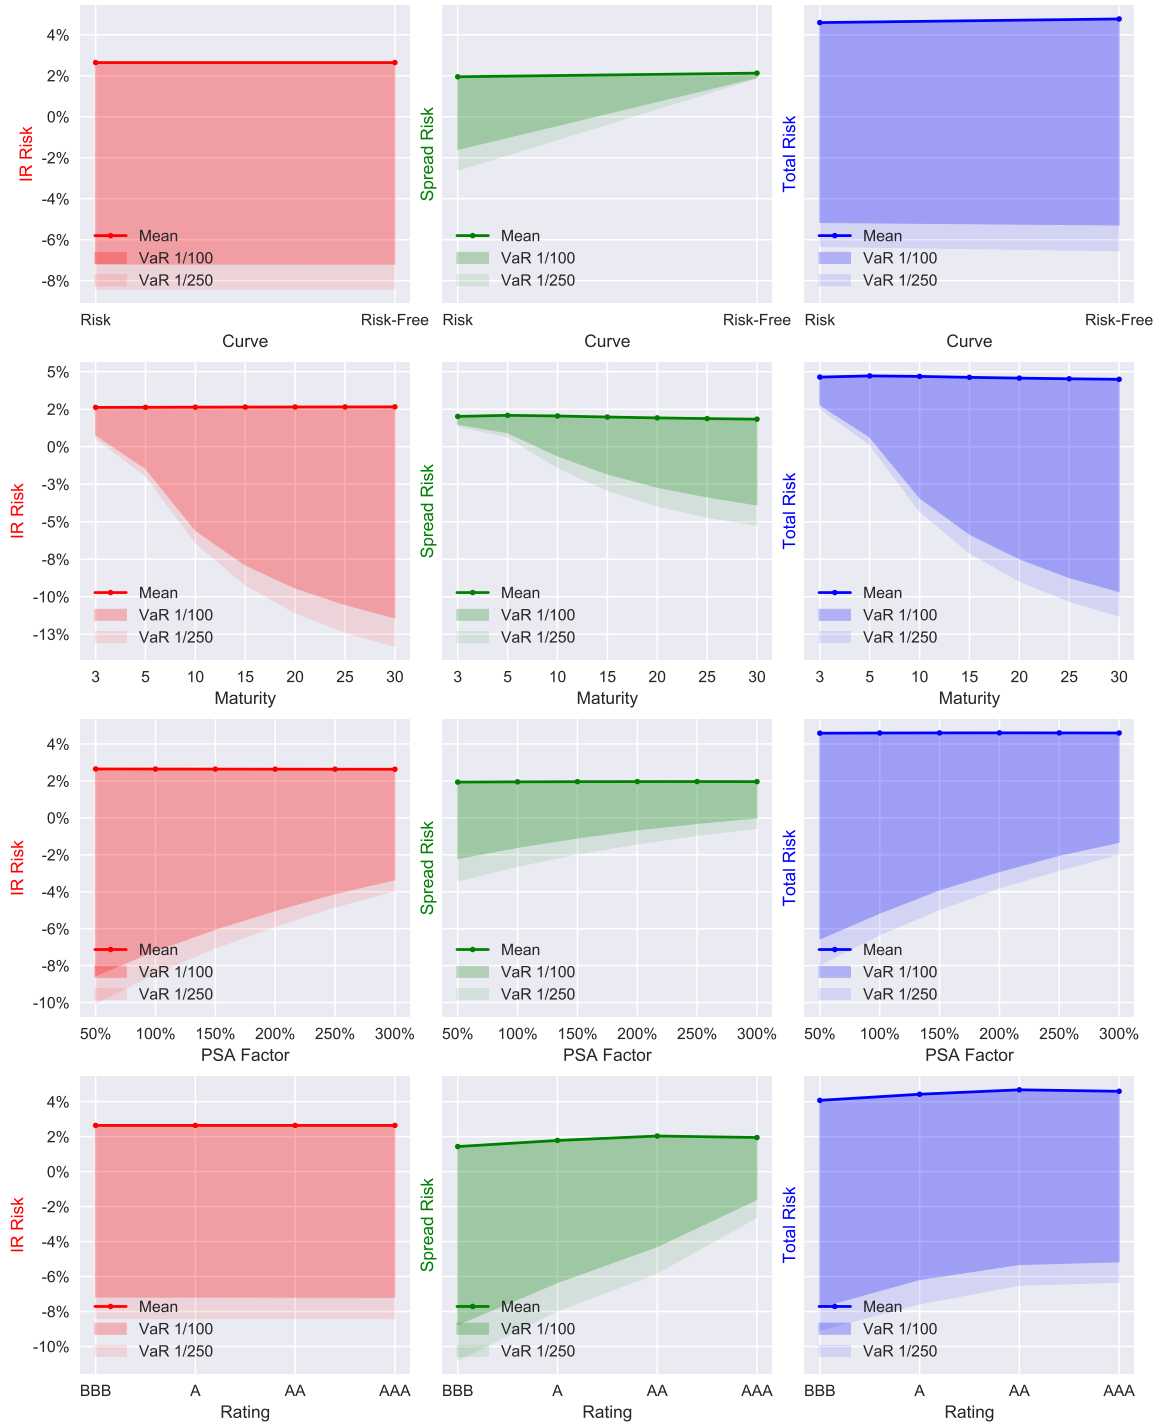 4%
2%
0%
-2%
-4%
-6%
-8%
IR Risk
Mean
VaR 1/100
VaR 1/250
Risk
Risk-Free
Curve
Spread Risk
Mean
VaR 1/100
VaR 1/250
Risk
Risk-Free
Curve
Total Risk
Mean
VaR 1/100
VaR 1/250
Risk
Risk-Free
Curve
5%
2%
0%
-3%
-5%
-8%
-10%
-13%
IR Risk
Mean
VaR 1/100
VaR 1/250
3 5 10 15 20 25 30
Maturity
Spread Risk
Mean
VaR 1/100
VaR 1/250
3 5 10 15 20 25 30
Maturity
Total Risk
Mean
VaR 1/100
VaR 1/250
3 5 10 15 20 25 30
Maturity
4%
2%
0%
-2%
-4%
-6%
-8%
-10%
IR Risk
Mean
VaR 1/100
VaR 1/250
50% 100% 150% 200% 250% 300%
PSA Factor
Spread Risk
Mean
VaR 1/100
VaR 1/250
50% 100% 150% 200% 250% 300%
PSA Factor
Total Risk
Mean
VaR 1/100
VaR 1/250
50% 100% 150% 200% 250% 300%
PSA Factor
4%
2%
0%
-2%
-4%
-6%
-8%
-10%
IR Risk
Mean
VaR 1/100
VaR 1/250
BBB A AA AAA
Rating
Spread Risk
Mean
VaR 1/100
VaR 1/250
BBB A AA AAA
Rating
Total Risk
Mean
VaR 1/100
VaR 1/250
BBB A AA AAA
Rating